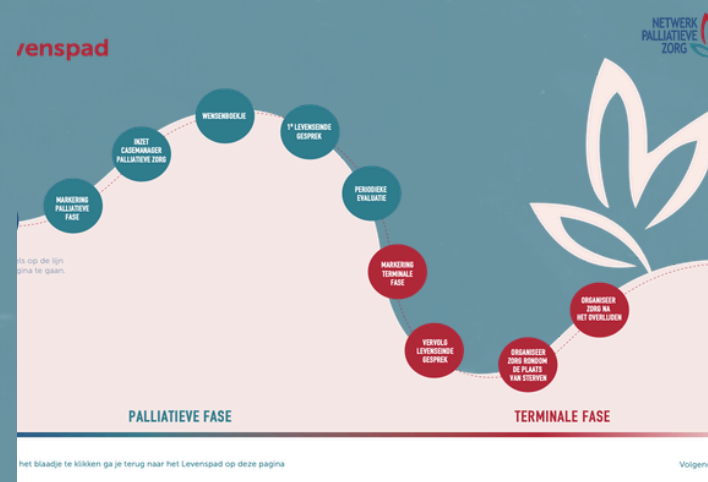 venspad
NETWERK
PALLIATIEVE
ZORG
WENSENBOEKJE
1e LEVENSEINDE
GESPREK
INZET
CASEMANAGER
PALLIATIEVE ZORG
PERIODIEKE
EVALUATIE
MARKERING
PALLIATIEVE
FASE
op de lijn
gina te gaan.
MARKERING
TERMINALE
FASE
VERVOLG
LEVENSEINDE
GESPREK
ORGANISEER
ZORG RONDOM
DE PLAATS
VAN STERVEN
ORGANISEER
ZORG NA
HET OVERLIJDEN
PALLIATIEVE FASE
TERMINALE FASE
het blaadje te klikken ga je terug naar het Levenspad op deze pagina
Volgen